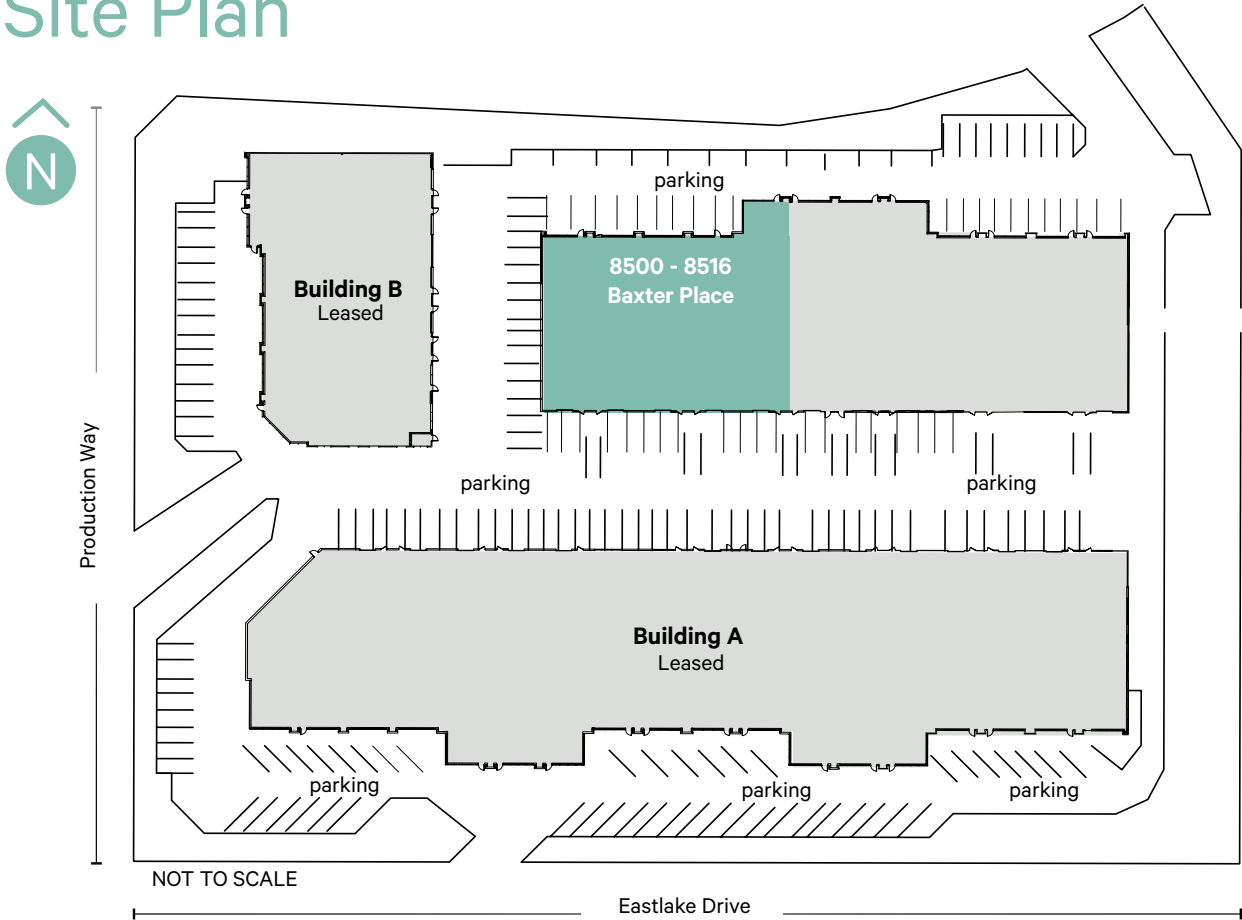 Site Plan
N
parking
8500 - 8516
Baxter Place
Building B
Leased
Production Way
parking
parking
Building A
Leased
parking
parking
parking
NOT TO SCALE
Eastlake Drive